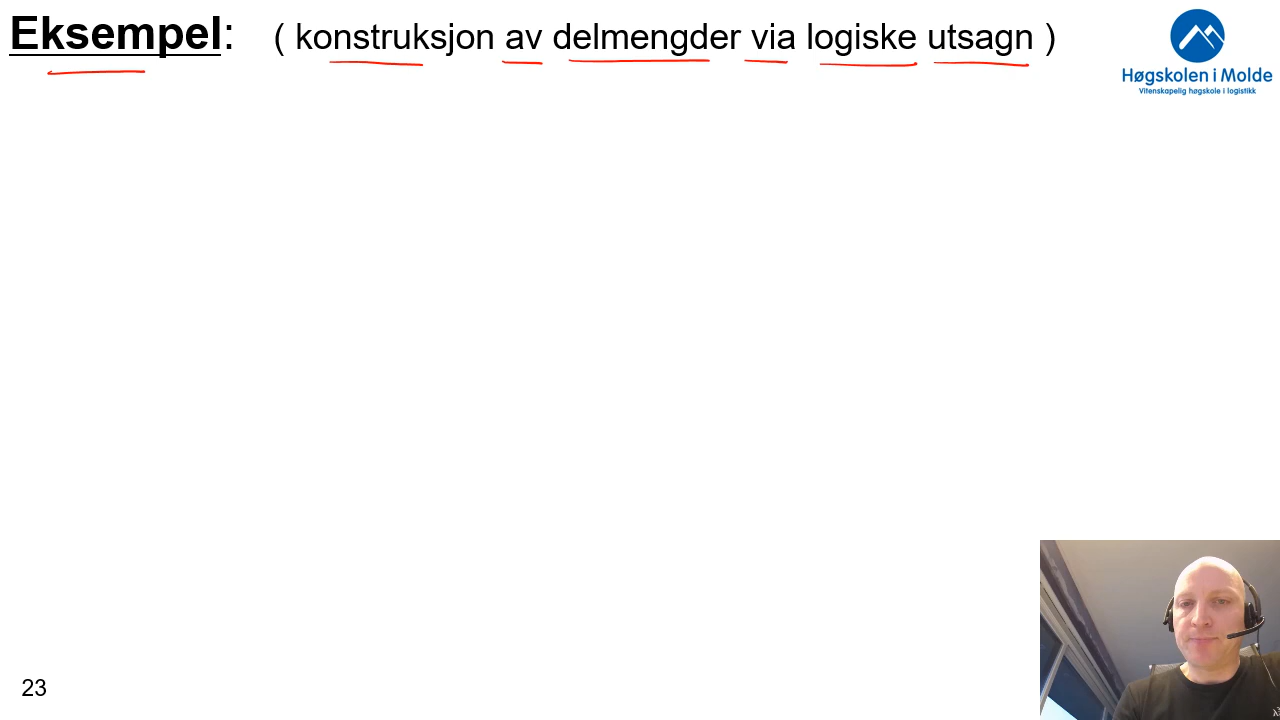 Eksempel: ( konstruksjon av delmengder via logiske utsagn )
Høgskolen i Molde
Vitenskapelig høgskole i logistikk
23